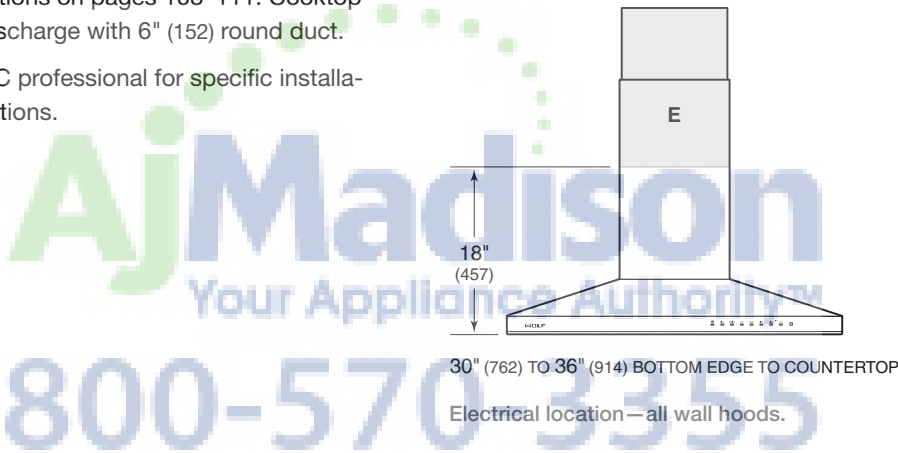 tions on pages
Cooktop
scharge with 6" (152) round duct.
C professional for specific installa-
tions.
E
18"
(457)
WOLF
30" (762) TO 36" (914) BOTTOM EDGE TO COUNTERTOP
Electrical location—all wall hoods.
AjMadison
Your Appliance Authority™
800-570-3355